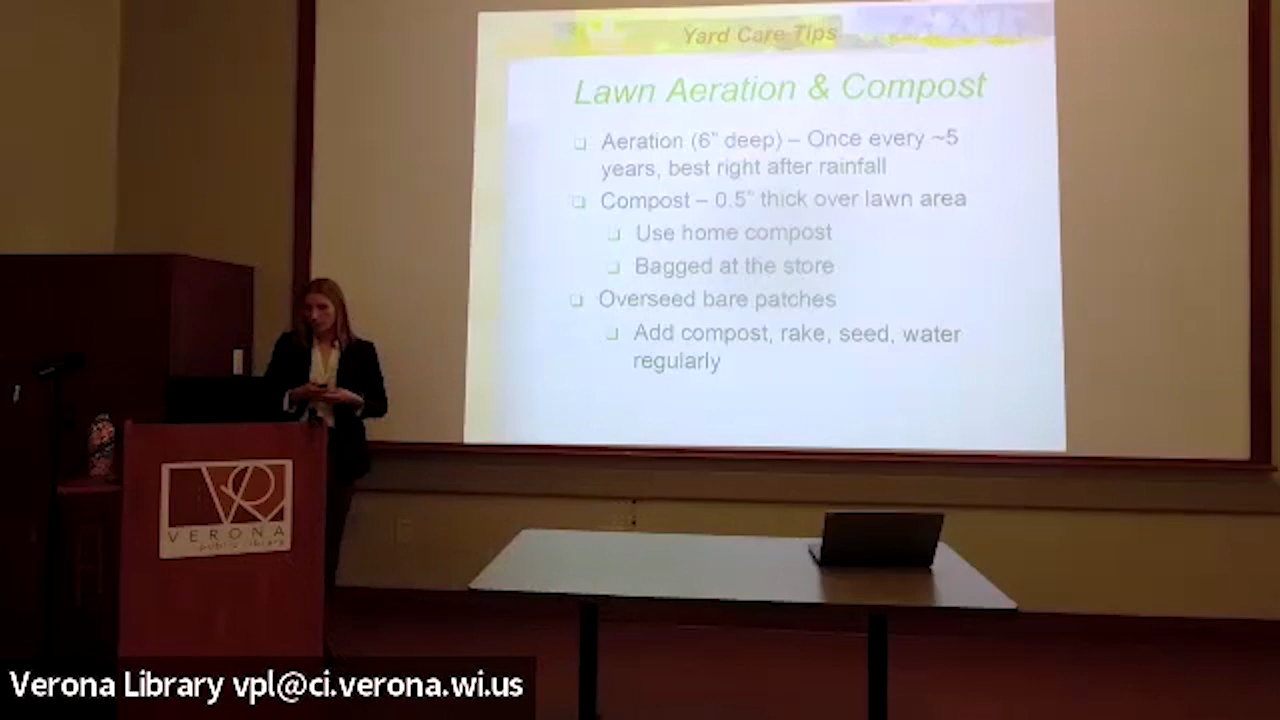 Yard Care Tips
Lawn Aeration & Compost
Aeration (6" deep) – Once every ~5
years, best right after rainfall
Compost – 0.5" thick over lawn area
Use home compost
Bagged at the store
Overseed bare patches
Add compost, rake, seed, water
regularly
VERONA
public library
Verona Library vpl@ci.verona.wi.us